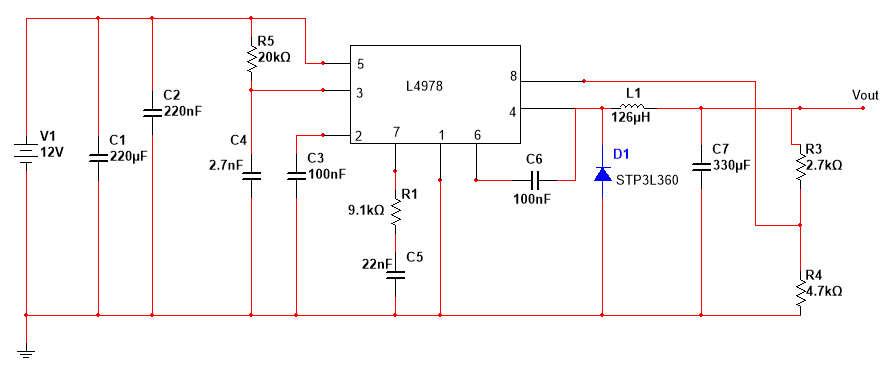 V1
12V
C1
220µF
C2
220nF
R5
20kΩ
C4
2.7nF
C3
100nF
5
3
2
L4978
8
4
7
1
6
R1
9.1kΩ
C5
22nF
C6
100nF
D1
STP3L360
L1
126µH
C7
330µF
Vout
R3
2.7kΩ
R4
4.7kΩ